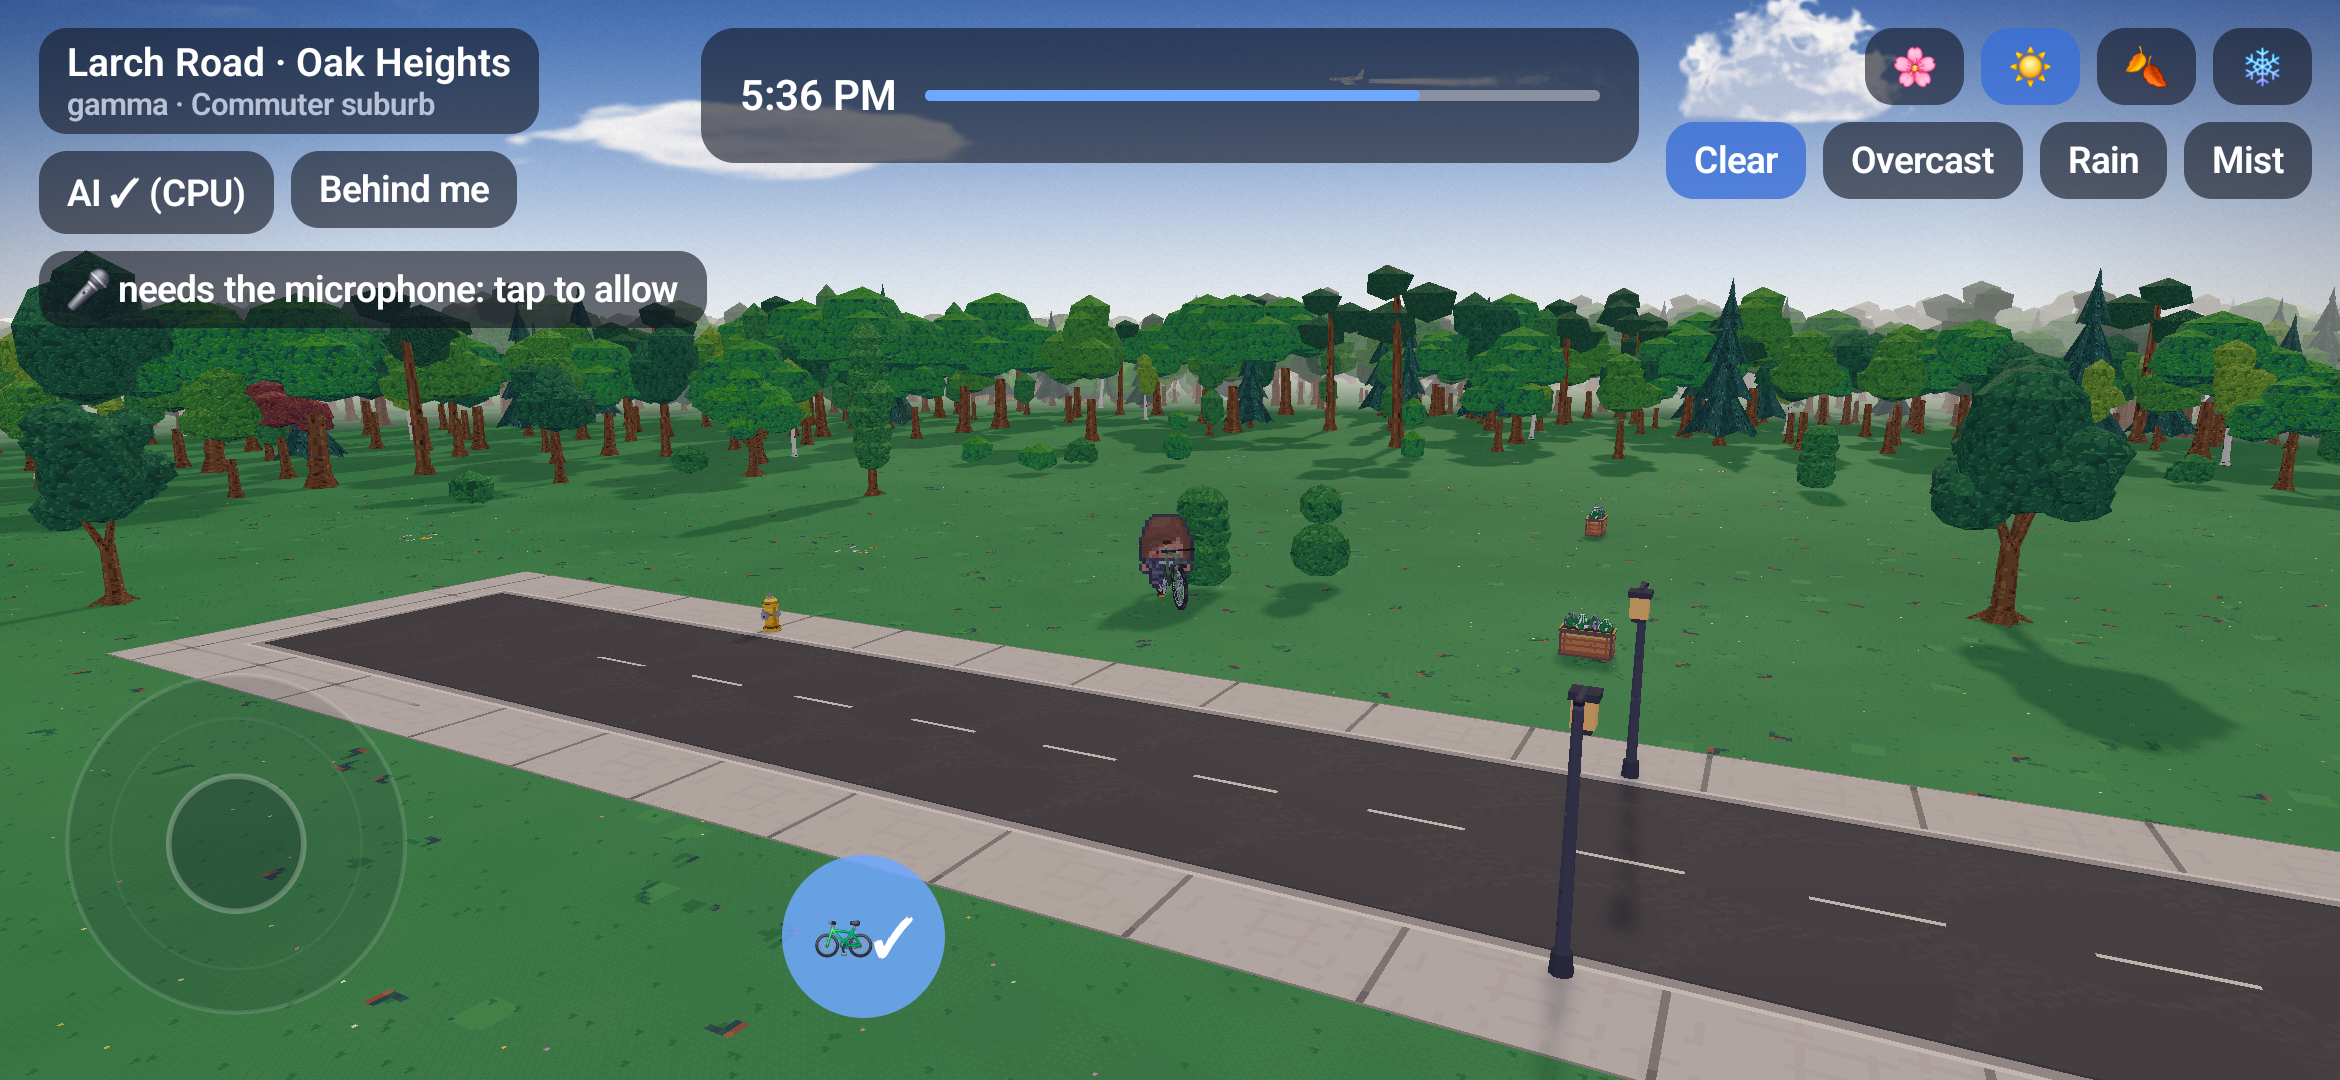 Larch Road · Oak Heights
gamma · Commuter suburb
5:36 PM
AI ✓ (CPU)
Behind me
Clear
Overcast
Rain
Mist
needs the microphone: tap to allow